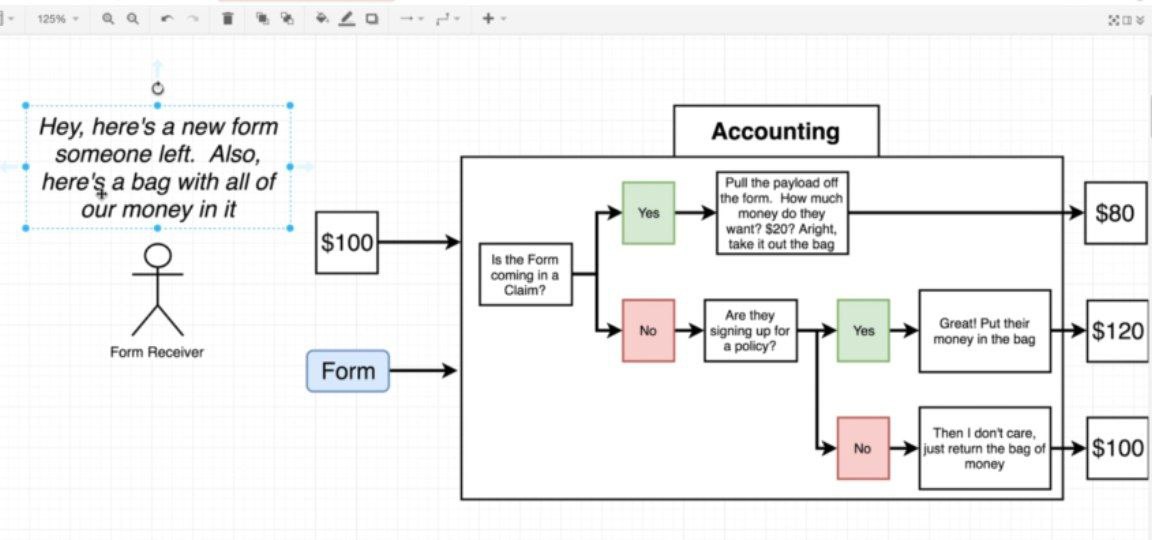 125%
Hey, here's a new form
someone left. Also,
here's a bag with all of
our money in it
Form Receiver
$100
Form
Accounting
Is the Form
coming in a
Claim?
Yes
Pull the payload off
the form. How much
money do they
want? $20? Aright,
take it out the bag
$80
No
Are they
signing up for
a policy?
Yes
Great! Put their
money in the bag
$120
No
Then I don't care,
just return the bag of
money
$100